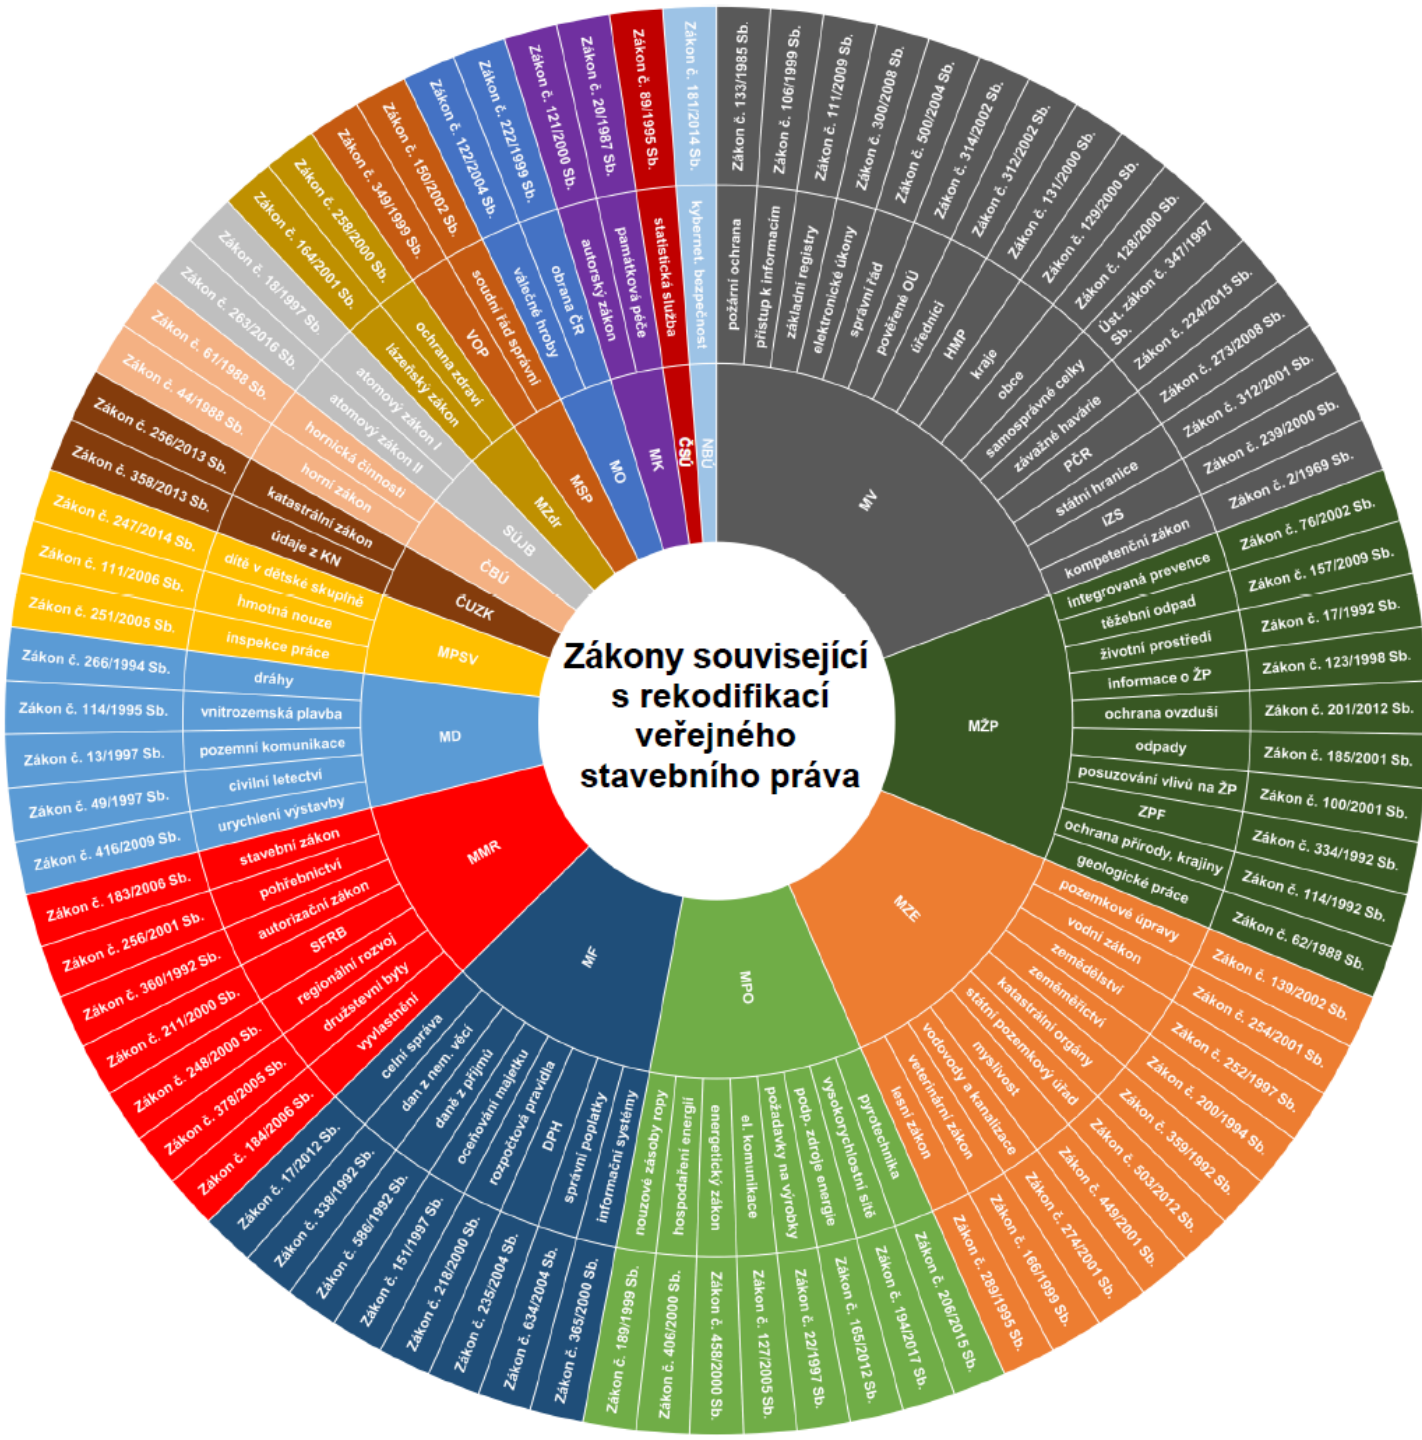 Zákony související
s rekodifikací
veřejného
stavebního práva
MV
požární ochrana
Zákon č. 133/1985 Sb.
přístup k informacím
Zákon č. 106/1999 Sb.
základní registry
Zákon č. 111/2009 Sb.
elektronické úkony
Zákon č. 300/2008 Sb.
správní řád
Zákon č. 500/2004 Sb.
pověřené OÚ
Zákon č. 314/2002 Sb.
úředníci
Zákon č. 312/2002 Sb.
HMP
Zákon č. 131/2000 Sb.
kraje
Zákon č. 129/2000 Sb.
obce
Zákon č. 128/2000 Sb.
samosprávné celky
Úst. zákon č. 347/1997
Sb.
závažné havárie
Zákon č. 224/2015 Sb.
PČR
Zákon č. 273/2008 Sb.
státní hranice
Zákon č. 312/2001 Sb.
IZS
Zákon č. 239/2000 Sb.
kompetenční zákon
Zákon č. 2/1969 Sb.
MŽP
integrovaná prevence
Zákon č. 76/2002 Sb.
těžební odpad
Zákon č. 157/2009 Sb.
životní prostředí
Zákon č. 17/1992 Sb.
informace o ŽP
Zákon č. 123/1998 Sb.
ochrana ovzduší
Zákon č. 201/2012 Sb.
odpady
Zákon č. 185/2001 Sb.
posuzování vlivů na ŽP
Zákon č. 100/2001 Sb.
ZPF
Zákon č. 334/1992 Sb.
ochrana přírody, krajiny
Zákon č. 114/1992 Sb.
geologické práce
Zákon č. 62/1988 Sb.
MZE
pozemkové úpravy
Zákon č. 139/2002 Sb.
vodní zákon
Zákon č. 254/2001 Sb.
zemědělství
Zákon č. 252/1997 Sb.
zeměměřictví
Zákon č. 200/1994 Sb.
katastrální orgány
Zákon č. 359/1992 Sb.
státní pozemkový úřad
Zákon č. 503/2012 Sb.
myslivost
Zákon č. 449/2001 Sb.
vodovody a kanalizace
Zákon č. 274/2001 Sb.
veterinární zákon
Zákon č. 166/1999 Sb.
lesní zákon
Zákon č. 289/1995 Sb.
MPO
pyrotechnika
Zákon č. 206/2015 Sb.
vysokorychlostní sítě
Zákon č. 194/2017 Sb.
podp. zdroje energie
Zákon č. 165/2012 Sb.
požadavky na výrobky
Zákon č. 22/1997 Sb.
el. komunikace
Zákon č. 127/2005 Sb.
energetický zákon
Zákon č. 458/2000 Sb.
hospodaření energií
Zákon č. 406/2000 Sb.
nouzové zásoby ropy
Zákon č. 189/1999 Sb.
MF
informační systémy
Zákon č. 365/2000 Sb.
správní poplatky
Zákon č. 634/2004 Sb.
DPH
Zákon č. 235/2004 Sb.
rozpočtová pravidla
Zákon č. 218/2000 Sb.
oceňování majetku
Zákon č. 151/1997 Sb.
daně z příjmů
Zákon č. 586/1992 Sb.
dan z nem. věcí
Zákon č. 338/1992 Sb.
celní správa
Zákon č. 17/2012 Sb.
MMR
vyvlastnění
Zákon č. 184/2006 Sb.
družstevní byty
Zákon č. 378/2005 Sb.
regionální rozvoj
Zákon č. 248/2000 Sb.
SFRB
Zákon č. 211/2000 Sb.
autorizační zákon
Zákon č. 360/1992 Sb.
pohřebnictví
Zákon č. 256/2001 Sb.
stavební zákon
Zákon č. 183/2006 Sb.
MD
urychlení výstavby
Zákon č. 416/2009 Sb.
civilní letectví
Zákon č. 49/1997 Sb.
pozemní komunikace
Zákon č. 13/1997 Sb.
vnitrozemská plavba
Zákon č. 114/1995 Sb.
dráhy
Zákon č. 266/1994 Sb.
MPSV
inspekce práce
Zákon č. 251/2005 Sb.
hmotná nouze
Zákon č. 111/2006 Sb.
dítě v dětské skupině
Zákon č. 247/2014 Sb.
ČUZK
údaje z KN
Zákon č. 358/2013 Sb.
katastrální zákon
Zákon č. 256/2013 Sb.
ČBÚ
horní zákon
Zákon č. 44/1988 Sb.
hornická činnosti
Zákon č. 61/1988 Sb.
SÚJB
atomový zákon II
Zákon č. 263/2016 Sb.
atomový zákon I
Zákon č. 18/1997 Sb.
MZdr
lázeňský zákon
Zákon č. 164/2001 Sb.
ochrana zdraví
Zákon č. 258/2000 Sb.
MSP
VOP
Zákon č. 349/1999 Sb.
soudní řád správní
Zákon č. 150/2002 Sb.
MO
válečné hroby
Zákon č. 122/2004 Sb.
obrana ČR
Zákon č. 222/1999 Sb.
MK
autorský zákon
Zákon č. 121/2000 Sb.
památková péče
Zákon č. 20/1987 Sb.
ČSÚ
statistická služba
Zákon č. 89/1995 Sb.
NBÚ
kybernet. bezpečnost
Zákon č. 181/2014 Sb.